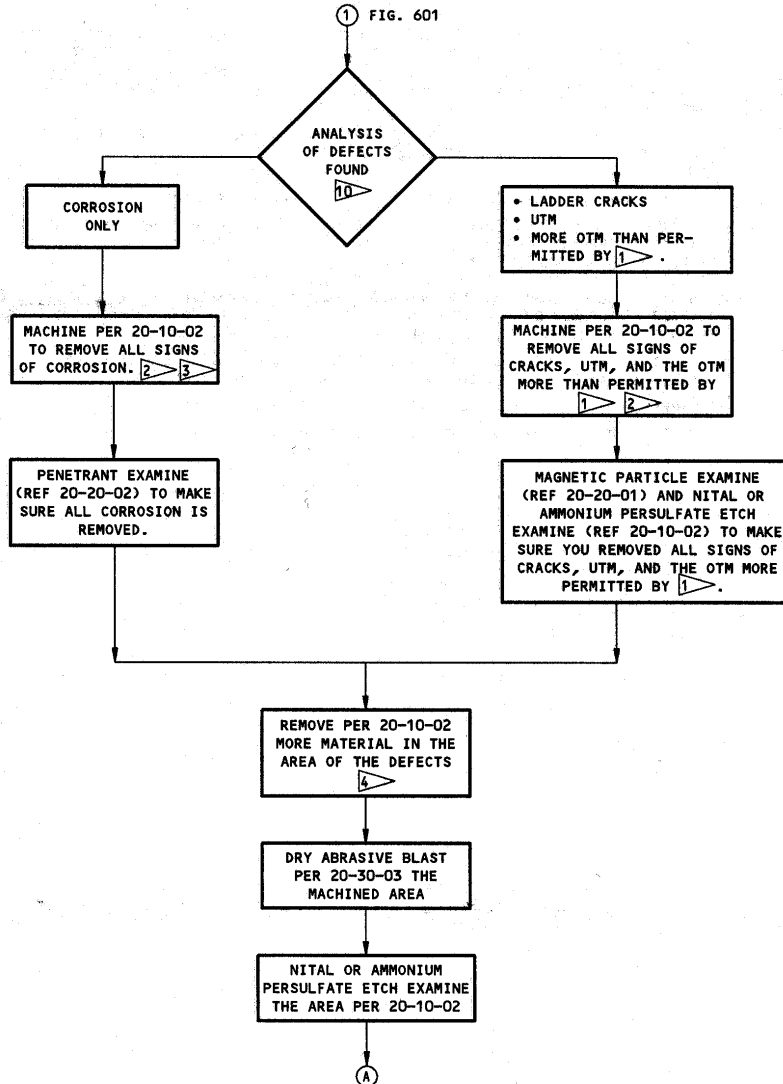 1 FIG. 601
ANALYSIS
OF DEFECTS
FOUND
10
CORROSION
ONLY
• LADDER CRACKS
• UTM
• MORE OTM THAN PER-
MITTED BY 1 .
MACHINE PER 20-10-02
TO REMOVE ALL SIGNS
OF CORROSION. 2 3
MACHINE PER 20-10-02 TO
REMOVE ALL SIGNS OF
CRACKS, UTM, AND THE OTM
MORE THAN PERMITTED BY
1 2
PENETRANT EXAMINE
(REF 20-20-02) TO MAKE
SURE ALL CORROSION IS
REMOVED.
MAGNETIC PARTICLE EXAMINE
(REF 20-20-01) AND NITAL OR
AMMONIUM PERSULFATE ETCH
EXAMINE (REF 20-10-02) TO MAKE
SURE YOU REMOVED ALL SIGNS OF
CRACKS, UTM, AND THE OTM MORE
PERMITTED BY 1 .
REMOVE PER 20-10-02
MORE MATERIAL IN THE
AREA OF THE DEFECTS
4
DRY ABRASIVE BLAST
PER 20-30-03 THE
MACHINED AREA
NITAL OR AMMONIUM
PERSULFATE ETCH EXAMINE
THE AREA PER 20-10-02
A